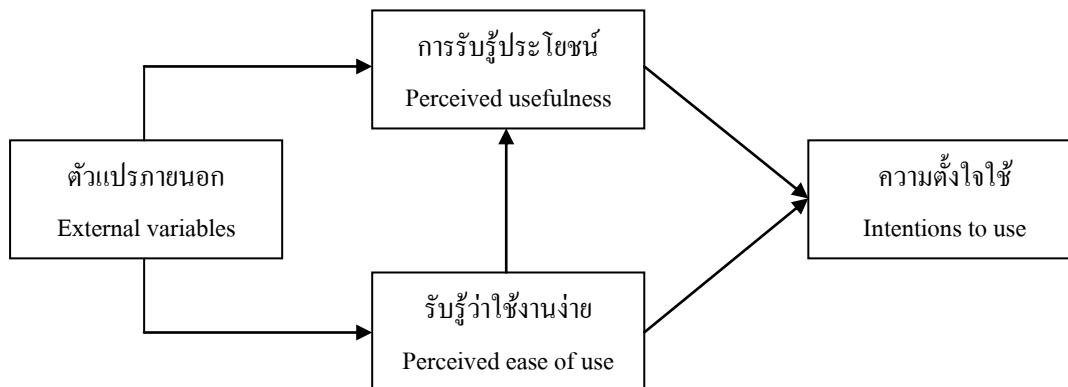 การรับรู้ประโยชน์
Perceived usefulness
ตัวแปรภายนอก
External variables
ความตั้งใจใช้
Intentions to use
รับรู้ว่าใช้งานง่าย
Perceived ease of use